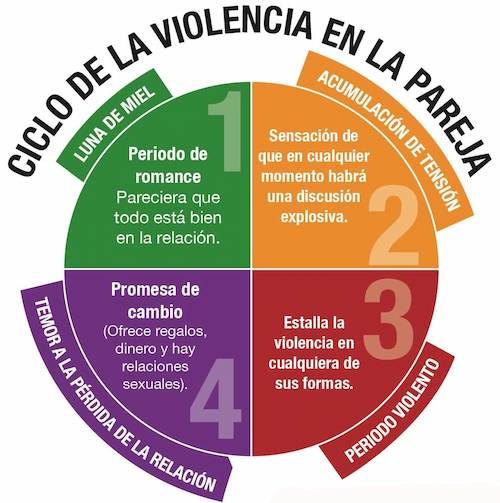 CICLO DE LA VIOLENCIA EN LA PAREJA
LUNA DE MIEL
1
Periodo de
romance
Pareciera que
todo está bien
en la relación.
ACUMULACIÓN DE TENSIÓN
Sensación de
que en cualquier
momento habrá
una discusión
explosiva.
2
3
Estalla la
violencia en
cualquiera de
sus formas.
PERIODO VIOLENTO
Promesa de
cambio
(Ofrece regalos,
dinero y hay
relaciones
sexuales).
4
TEMOR A LA PÉRDIDA DE LA RELACIÓN